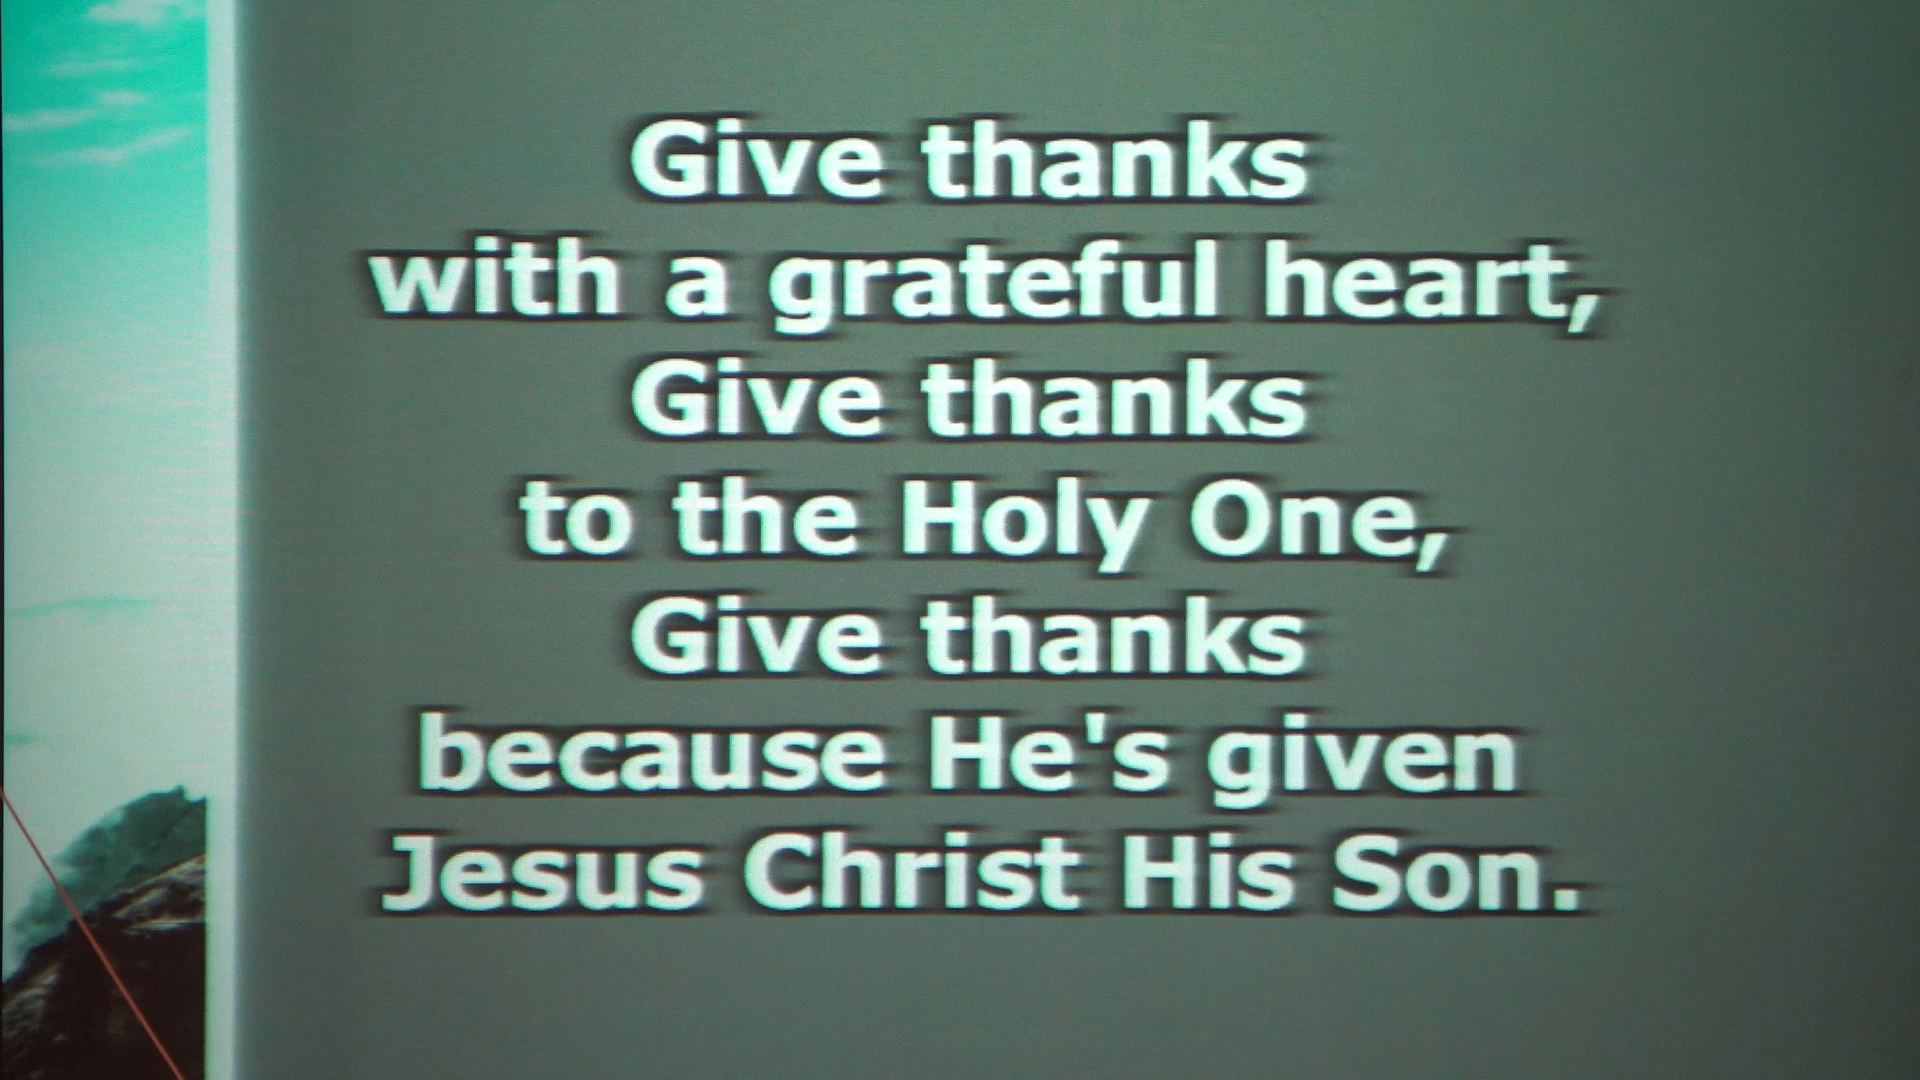 Give thanks
with a grateful heart,
Give thanks
to the Holy One,
Give thanks
because He's given
Jesus Christ His Son.